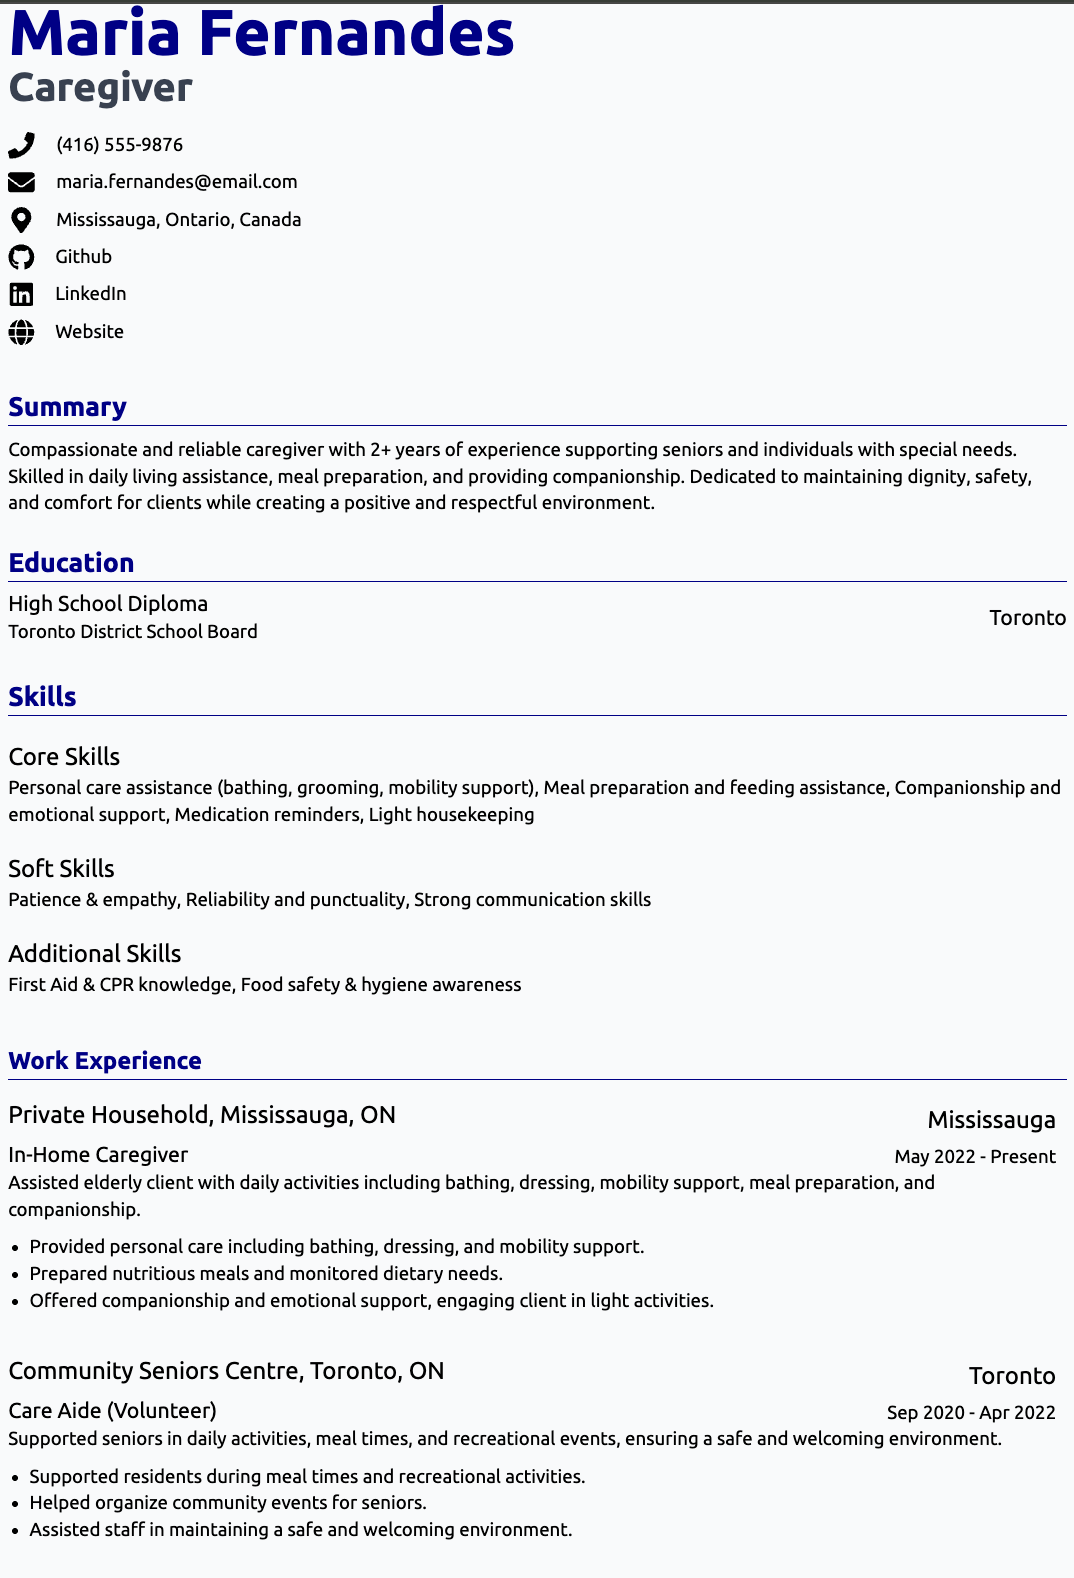 Maria Fernandes
Caregiver
(416) 555-9876
maria.fernandes@email.com
Mississauga, Ontario, Canada
Github
LinkedIn
Website
Summary
Compassionate and reliable caregiver with 2+ years of experience supporting seniors and individuals with special needs.
Skilled in daily living assistance, meal preparation, and providing companionship. Dedicated to maintaining dignity, safety,
and comfort for clients while creating a positive and respectful environment.
Education
High School Diploma
Toronto
Toronto District School Board
Skills
Core Skills
Personal care assistance (bathing, grooming, mobility support), Meal preparation and feeding assistance, Companionship and
emotional support, Medication reminders, Light housekeeping
Soft Skills
Patience & empathy, Reliability and punctuality, Strong communication skills
Additional Skills
First Aid & CPR knowledge, Food safety & hygiene awareness
Work Experience
Private Household, Mississauga, ON
Mississauga
In-Home Caregiver
May 2022 - Present
Assisted elderly client with daily activities including bathing, dressing, mobility support, meal preparation, and
companionship.
• Provided personal care including bathing, dressing, and mobility support.
• Prepared nutritious meals and monitored dietary needs.
• Offered companionship and emotional support, engaging client in light activities.
Community Seniors Centre, Toronto, ON
Toronto
Care Aide (Volunteer)
Sep 2020 - Apr 2022
Supported seniors in daily activities, meal times, and recreational events, ensuring a safe and welcoming environment.
• Supported residents during meal times and recreational activities.
• Helped organize community events for seniors.
• Assisted staff in maintaining a safe and welcoming environment.